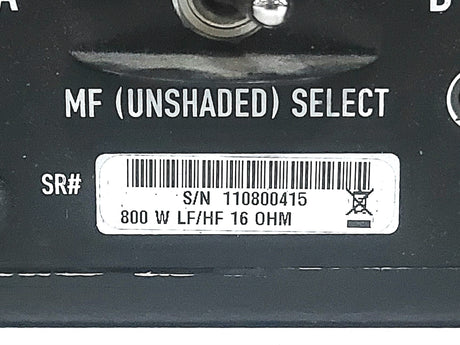 A
D
MF (UNSHADED) SELECT
SR#
S/N 110800415
800 W LF/HF 16 OHM